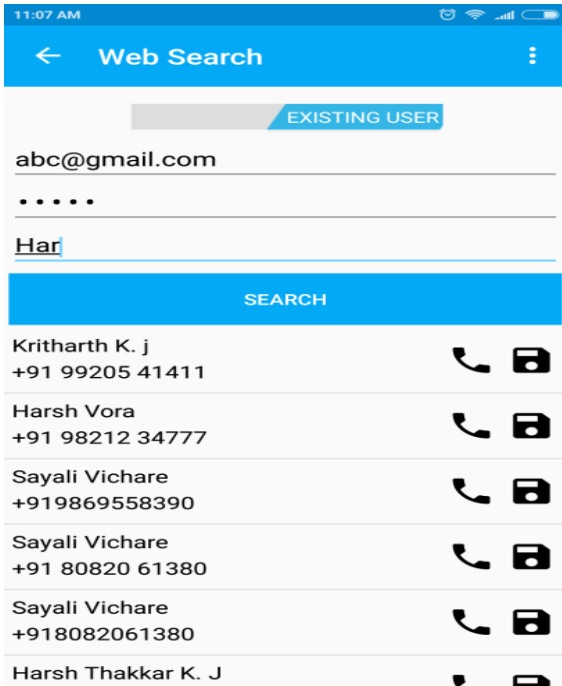 11:07 AM
Web Search
EXISTING USER
abc@gmail.com
•••••
Har
SEARCH
Kritharth K. j
+91 99205 41411
Harsh Vora
+91 98212 34777
Sayali Vichare
+919869558390
Sayali Vichare
+91 80820 61380
Sayali Vichare
+918082061380
Harsh Thakkar K. J